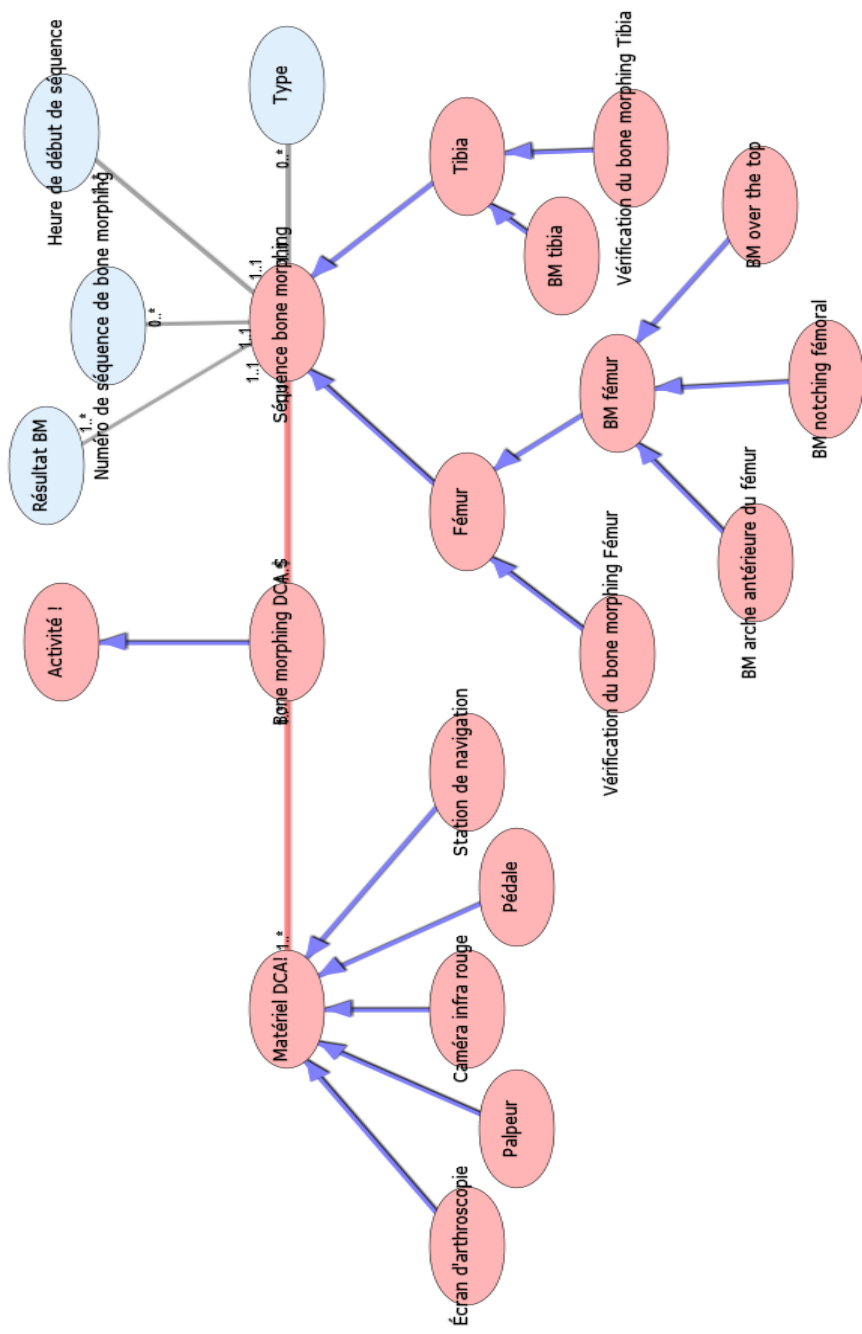 Activité !
Résultat BM
Heure de début de séquence
1..*
Numéro de séquence de bone morphing
0..*
1..1
1..1
1..1
Matériel DCA!
1..*
Bone morphing DCA
Séquence bone morphing
0..*
Type
Écran d'arthroscopie
Palpeur
Caméra infra rouge
Pédale
Station de navigation
Fémur
Tibia
BM tibia
Vérification du bone morphing Fémur
BM fémur
Vérification du bone morphing Tibia
BM arche antérieure du fémur
BM notching fémoral
BM over the top